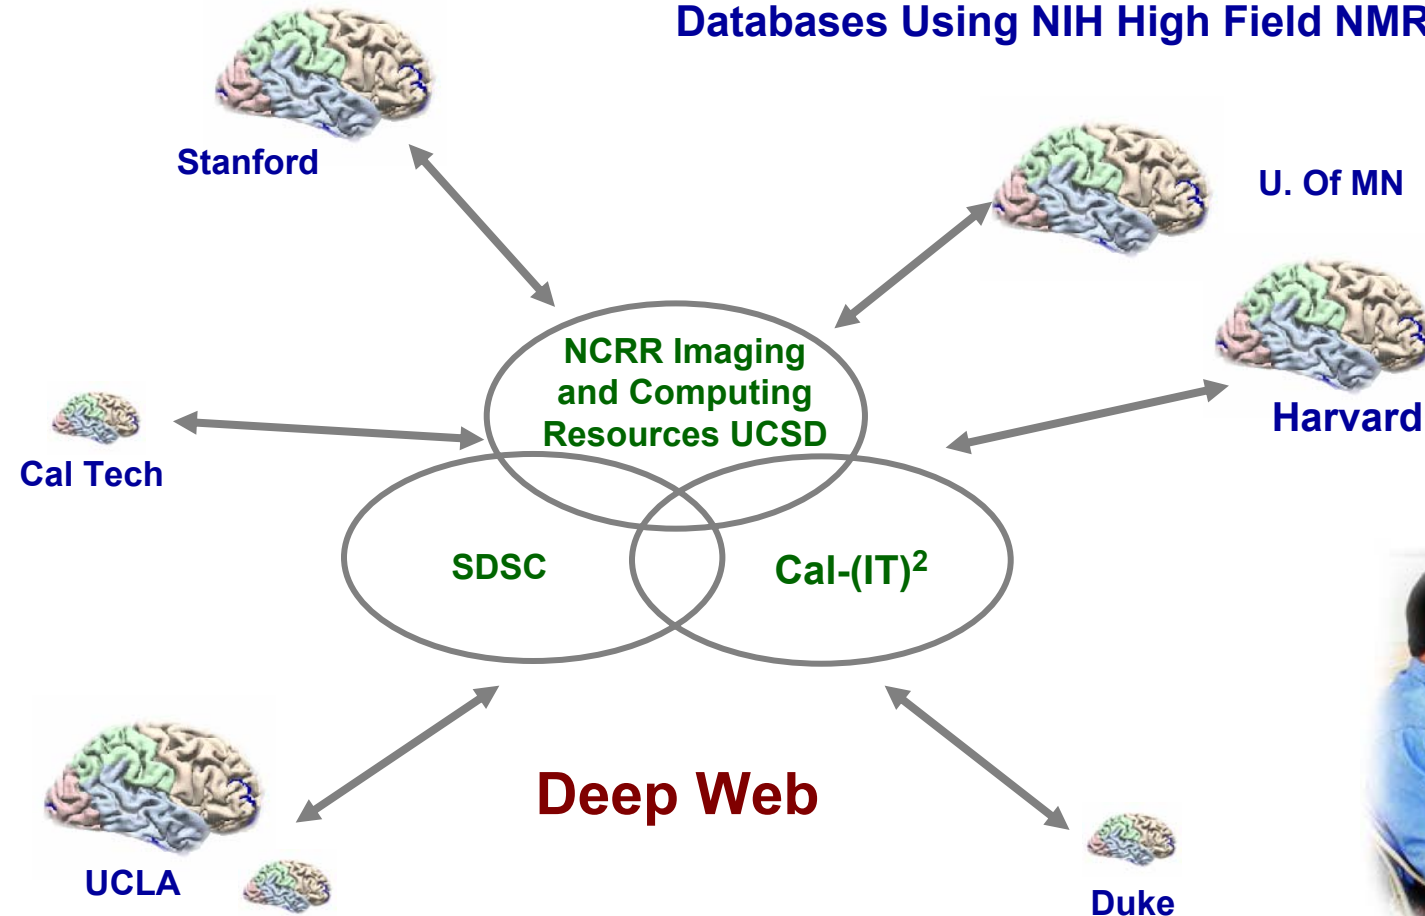 Databases Using NIH High Field NMR
Stanford
U. Of MN
NCRR Imaging
and Computing
Resources UCSD
Harvard
Cal Tech
SDSC
Cal-(IT)²
Deep Web
UCLA
Duke